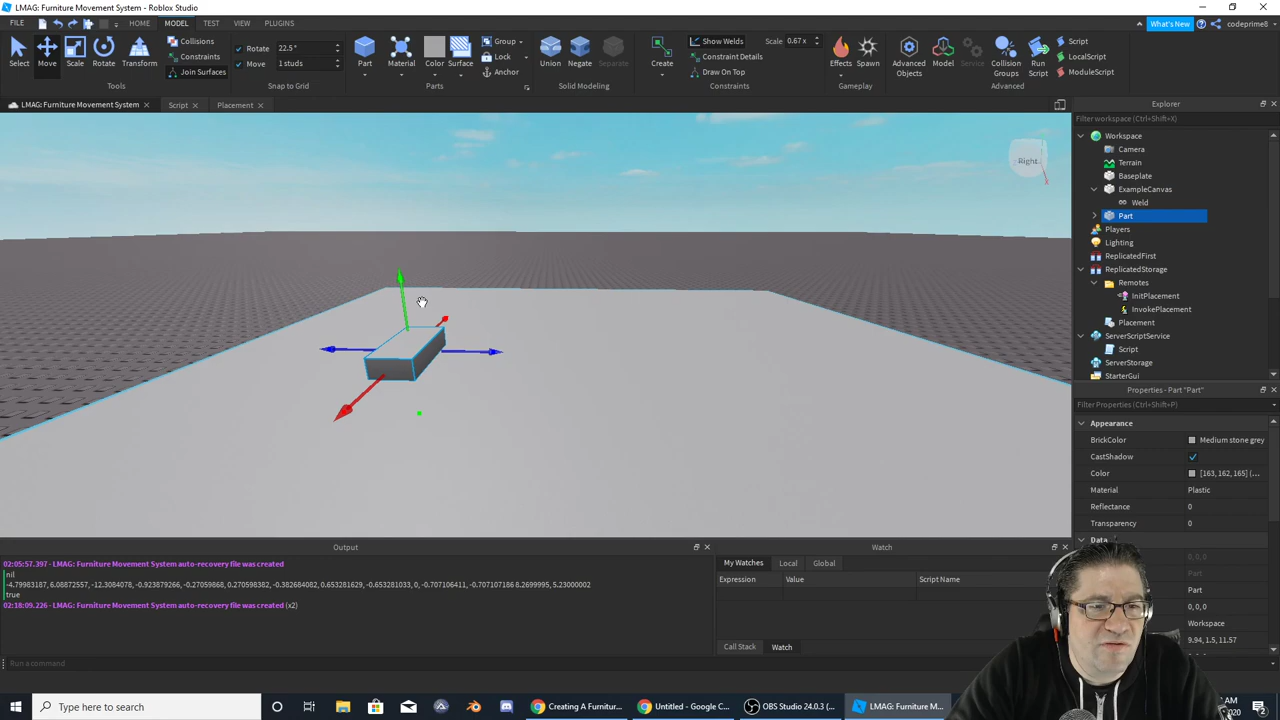 LMAG: Furniture Movement System - Roblox Studio
FILE HOME MODEL TEST VIEW PLUGINS What's New codeprime8
Select Move Scale Rotate Transform
Collisions
Constraints
Join Surfaces
Tools
Rotate 22.5 °
Move 1 studs
Snap to Grid
Part Material Color Surface
Group
Lock
Anchor
Parts
Union Negate Separate
Solid Modeling
Create
Show Welds Scale 0.67 x
Constraint Details
Draw On Top
Constraints
Effects Spawn
Gameplay
Advanced Objects
Model
Service
Collision Groups
Run Script
Script
LocalScript
ModuleScript
Advanced
LMAG: Furniture Movement System Script Placement
Right
Explorer
Filter workspace (Ctrl+Shift+X)
Workspace
Camera
Terrain
Baseplate
ExampleCanvas
Weld
Part
Players
Lighting
ReplicatedFirst
ReplicatedStorage
Remotes
InitPlacement
InvokePlacement
Placement
ServerScriptService
Script
ServerStorage
StarterGui
Properties - Part "Part"
Filter Properties (Ctrl+Shift+P)
Appearance
BrickColor Medium stone grey
CastShadow
Color [163, 162, 165] (...
Material Plastic
Reflectance 0
Transparency 0
Data
0, 0, 0
Part
Part
0, 0, 0
Workspace
9.94, 1.5, 11.57
Output
02:05:57.397 - LMAG: Furniture Movement System auto-recovery file was created
nil
-4.79983187, 6.08872557, -12.3084078, -0.923879266, -0.27059868, 0.270598382, -0.382684082, 0.653281629, -0.653281033, 0, -0.707106411, -0.707107186 8.2699995, 5.23000002
true
02:18:09.226 - LMAG: Furniture Movement System auto-recovery file was created (x2)
Watch
My Watches Local Global
Expression Value Script Name
Call Stack Watch
Run a command
Type here to search
Creating A Furnitur...
Untitled - Google C...
OBS Studio 24.0.3 (...
LMAG: Furniture M...